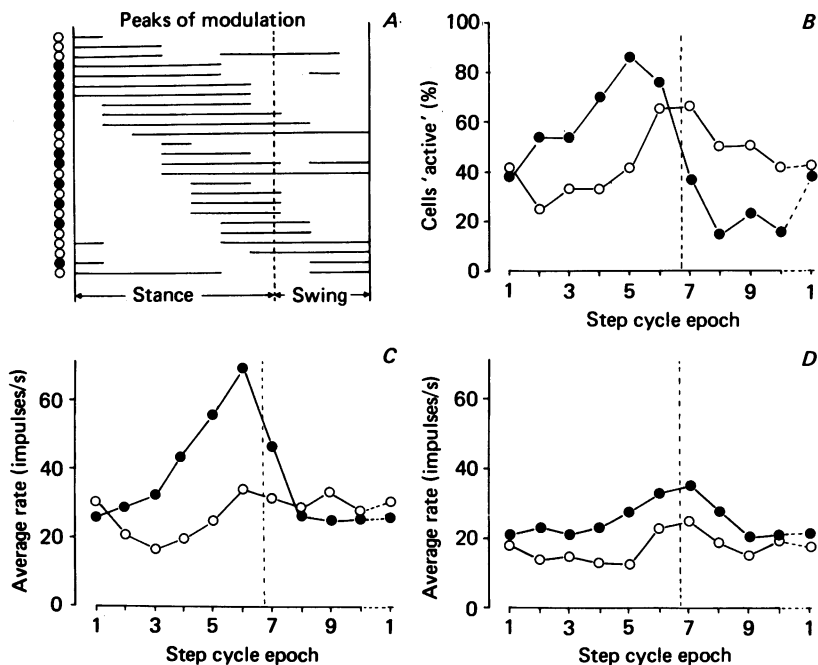 Peaks of modulation
A
Stance
Swing
B
Cells 'active' (%)
100
80
60
40
20
0
1 3 5 7 9 1
Step cycle epoch
C
Average rate (impulses/s)
60
40
20
0
1 3 5 7 9 1
Step cycle epoch
D
Average rate (impulses/s)
60
40
20
0
1 3 5 7 9 1
Step cycle epoch